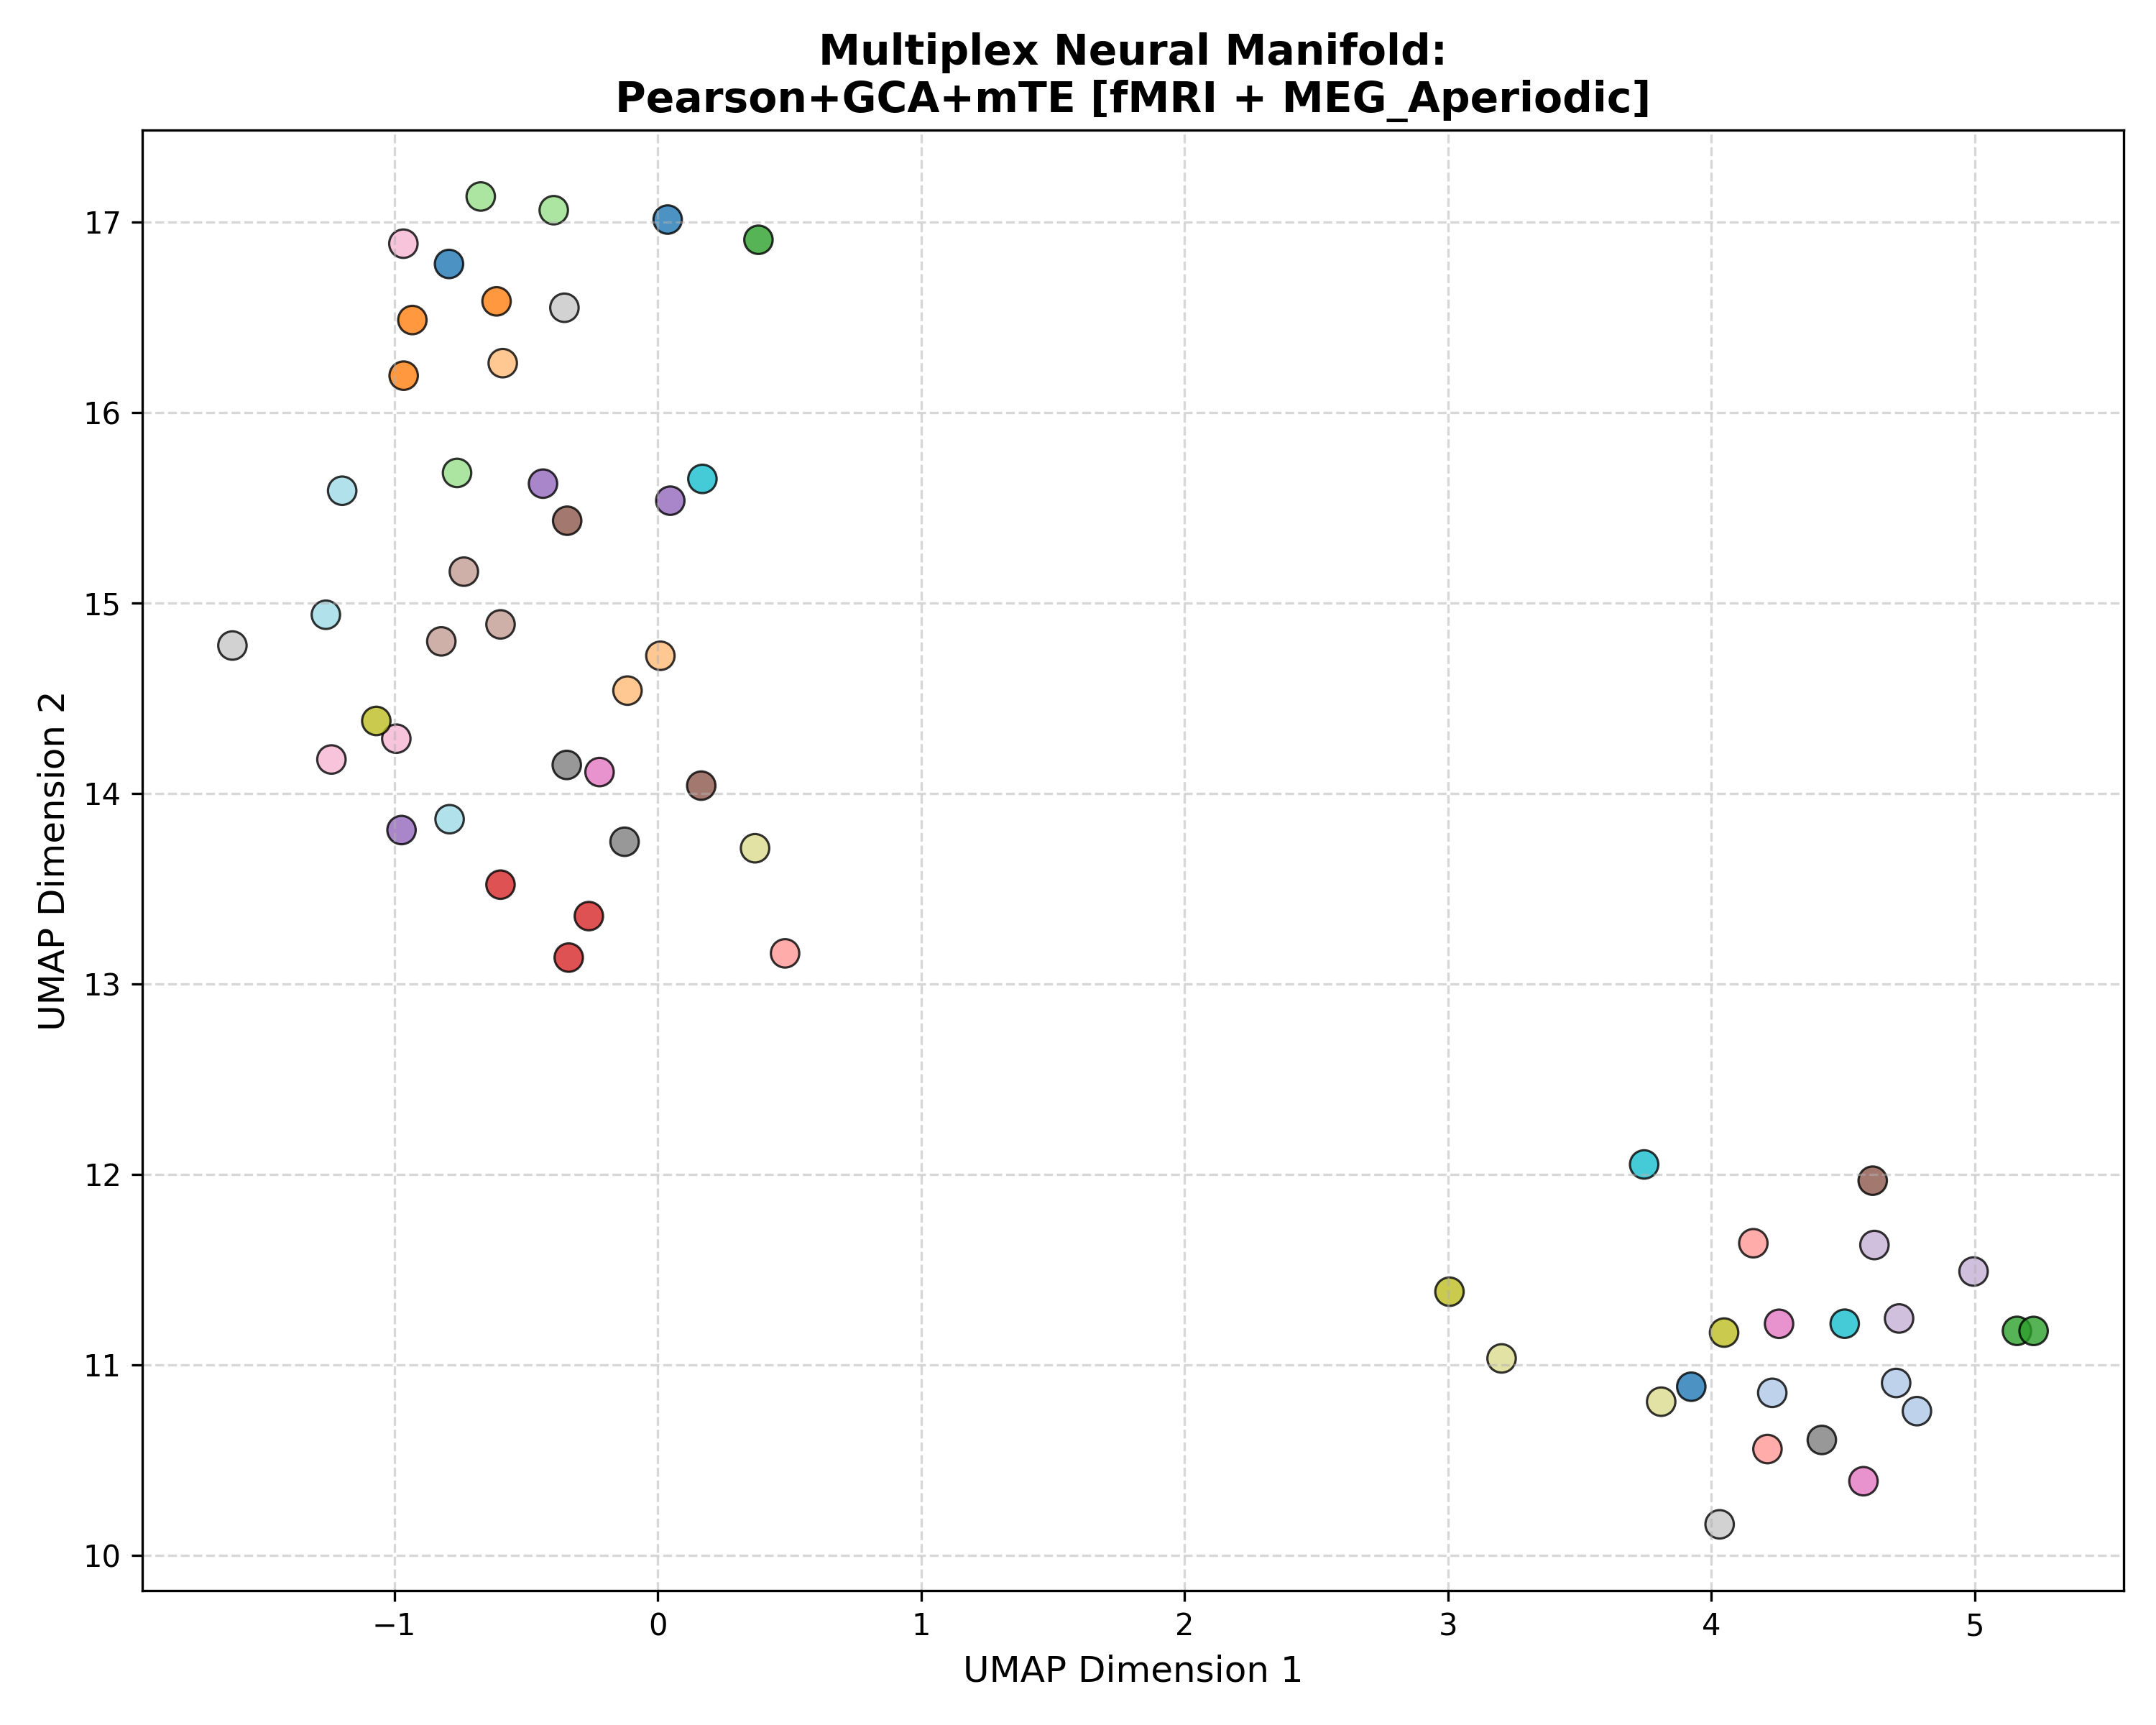 Multiplex Neural Manifold:
Pearson+GCA+mTE [fMRI + MEG_Aperiodic]
UMAP Dimension 2
17
16
15
14
13
12
11
10
−1 0 1 2 3 4 5
UMAP Dimension 1